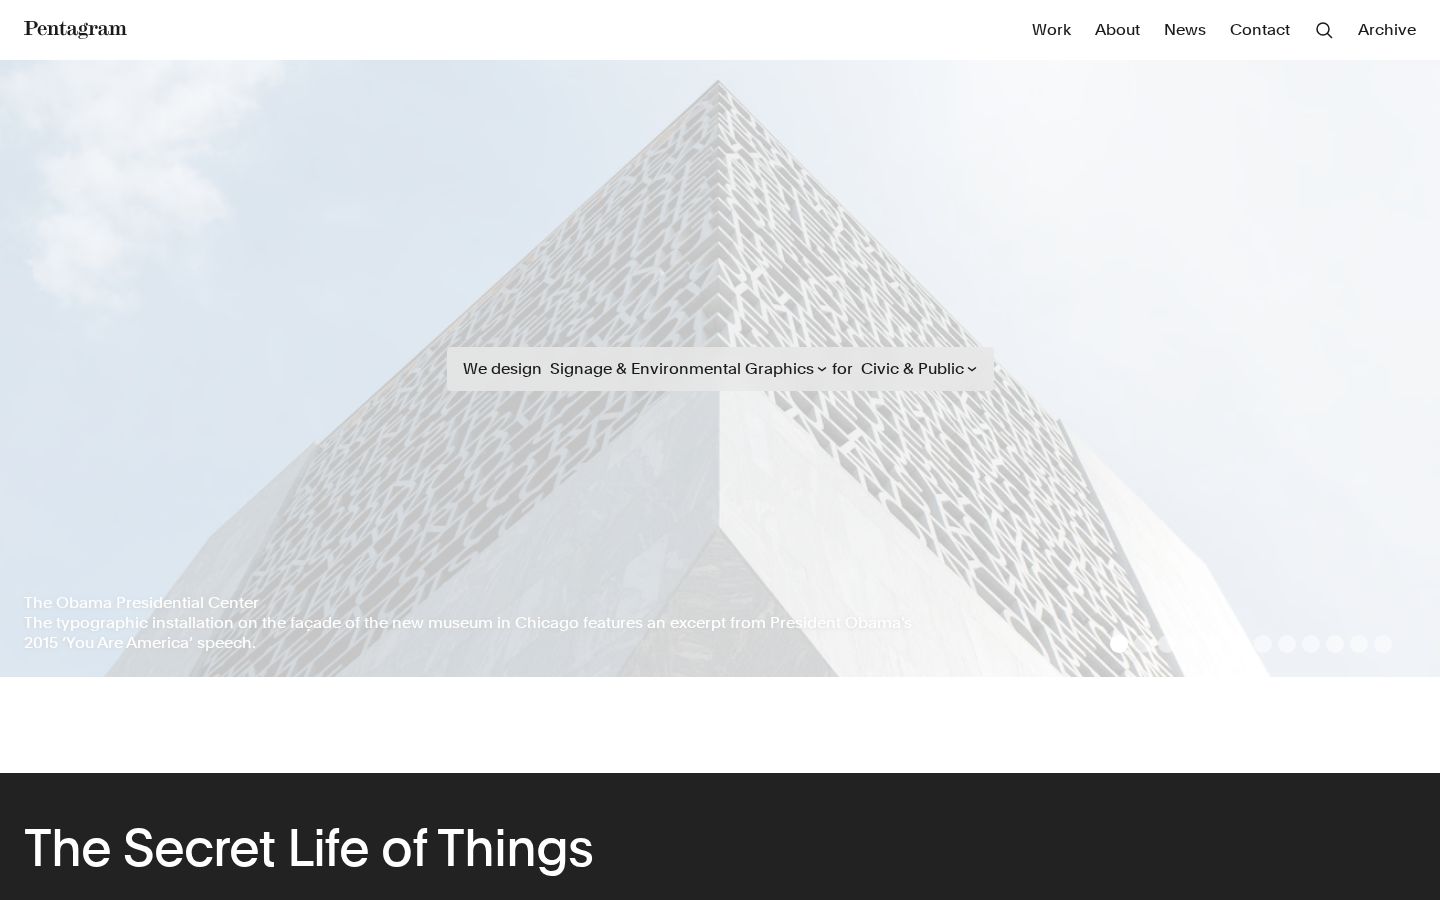 Pentagram
Work About News Contact Archive
We design Signage & Environmental Graphics for Civic & Public
The Obama Presidential Center
The typographic installation on the façade of the new museum in Chicago features an excerpt from President Obama’s
2015 ‘You Are America’ speech.
The Secret Life of Things